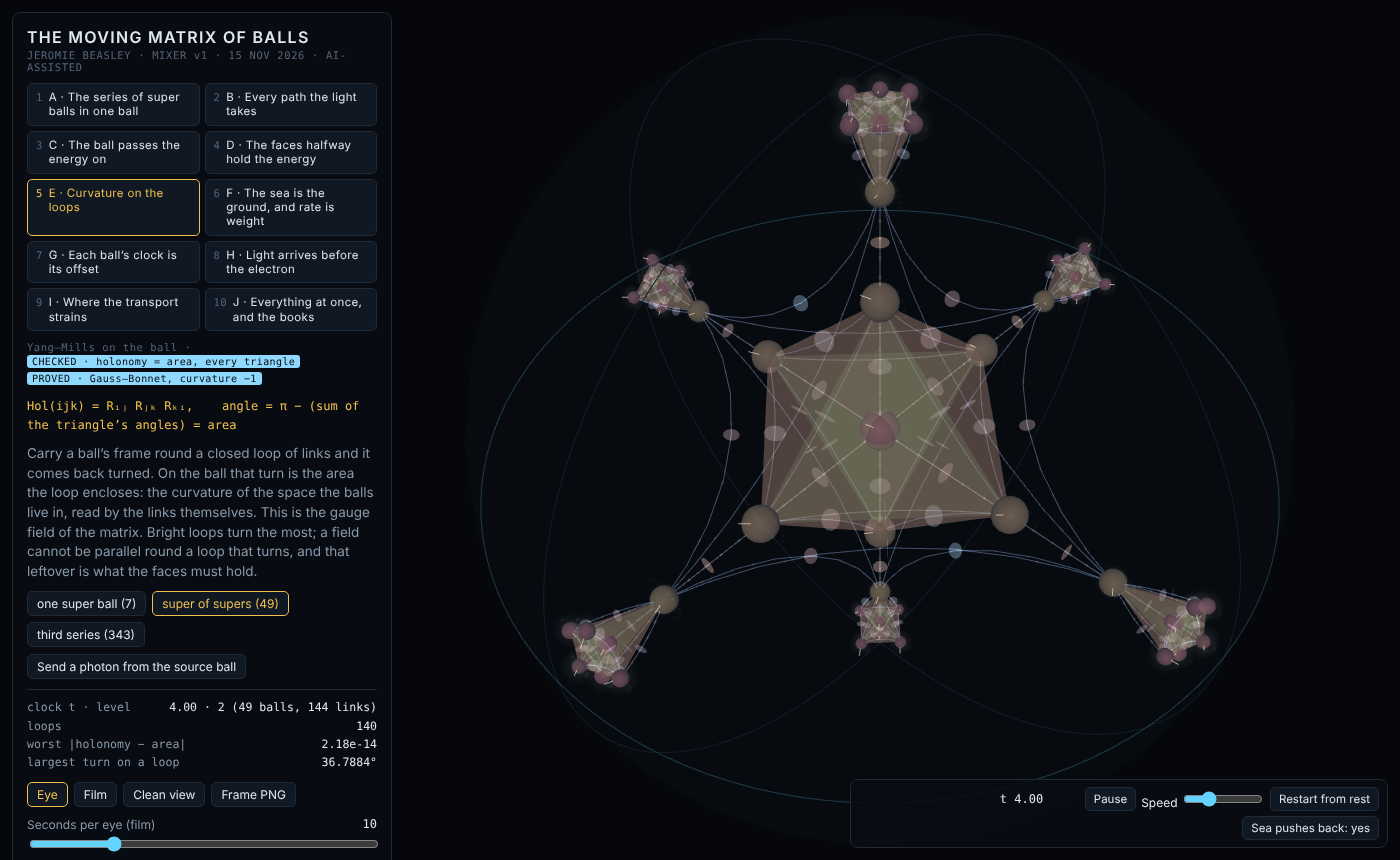 THE MOVING MATRIX OF BALLS
JEROMIE BEASLEY · MIXER v1 · 15 NOV 2026 · AI-
ASSISTED
1 A · The series of super
balls in one ball
2 B · Every path the light
takes
3 C · The ball passes the
energy on
4 D · The faces halfway
hold the energy
5 E · Curvature on the
loops
6 F · The sea is the
ground, and rate is
weight
7 G · Each ball’s clock is
its offset
8 H · Light arrives before
the electron
9 I · Where the transport
strains
10 J · Everything at once,
and the books
Yang–Mills on the ball ·
CHECKED · holonomy = area, every triangle
PROVED · Gauss–Bonnet, curvature −1
Hol(ijk) = Rᵢⱼ Rⱼₖ Rₖᵢ, angle = π − (sum of
the triangle’s angles) = area
Carry a ball’s frame round a closed loop of links and it
comes back turned. On the ball that turn is the area
the loop encloses: the curvature of the space the balls
live in, read by the links themselves. This is the gauge
field of the matrix. Bright loops turn the most; a field
cannot be parallel round a loop that turns, and that
leftover is what the faces must hold.
one super ball (7)
super of supers (49)
third series (343)
Send a photon from the source ball
clock t · level 4.00 · 2 (49 balls, 144 links)
loops 140
worst |holonomy − area| 2.18e-14
largest turn on a loop 36.7884°
Eye
Film
Clean view
Frame PNG
Seconds per eye (film) 10
t 4.00
Pause
Speed
Restart from rest
Sea pushes back: yes